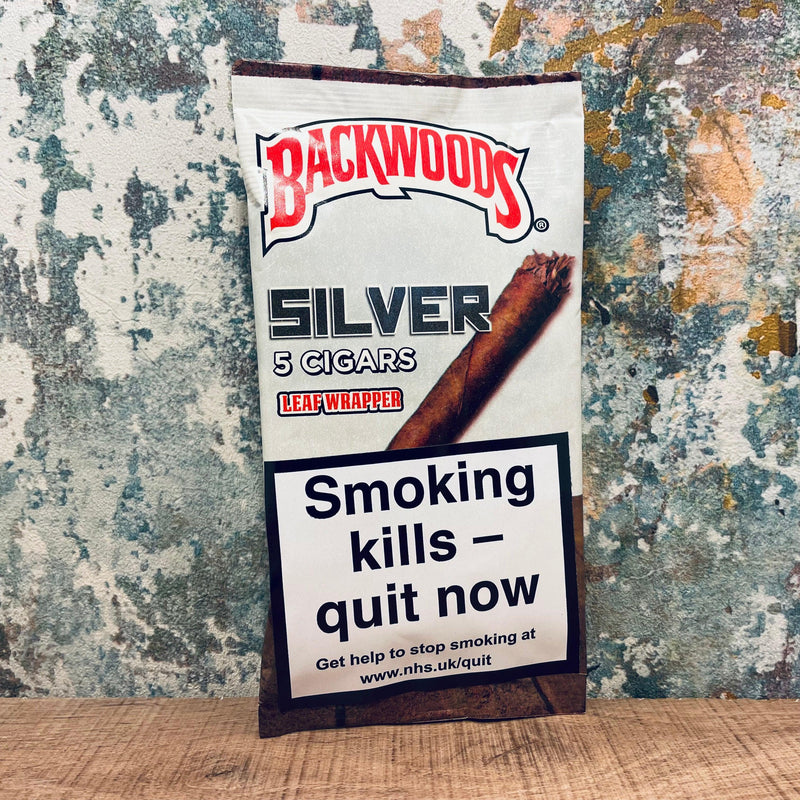 BACKWOODS®
SILVER
5 CIGARS
LEAF WRAPPER
Smoking
kills –
quit now
Get help to stop smoking at
www.nhs.uk/quit